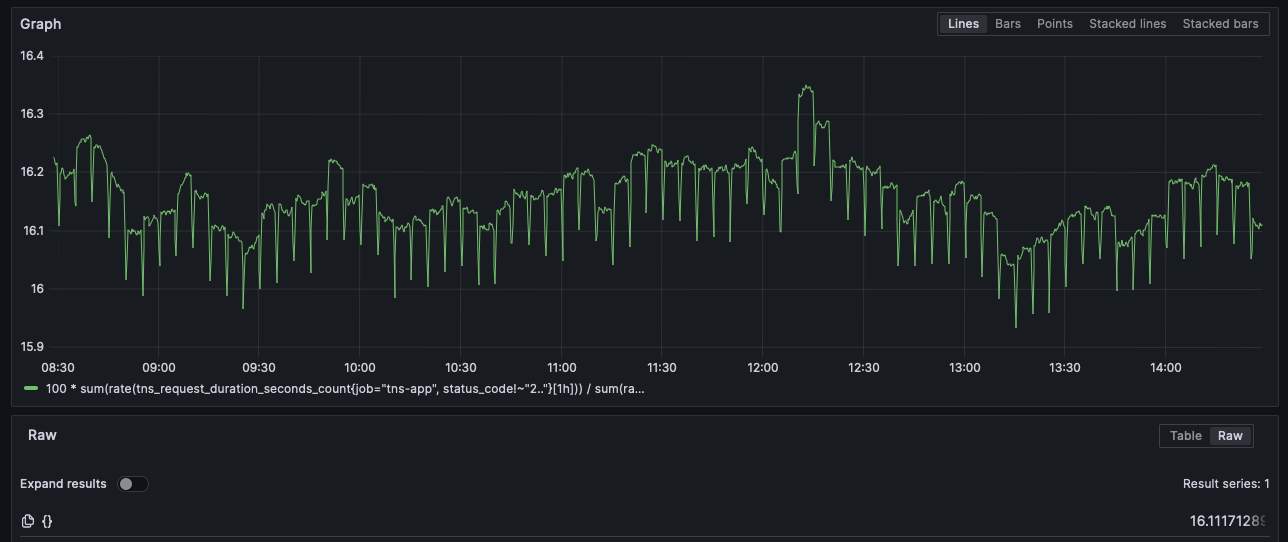 Graph
Lines Bars Points Stacked lines Stacked bars
16.4
16.3
16.2
16.1
16
15.9
08:30 09:00 09:30 10:00 10:30 11:00 11:30 12:00 12:30 13:00 13:30 14:00
100 * sum(rate(tns_request_duration_seconds_count{job="tns-app", status_code!~"2.."}[1h])) / sum(ra...
Raw
Table Raw
Expand results
Result series: 1
{} 16.11171289